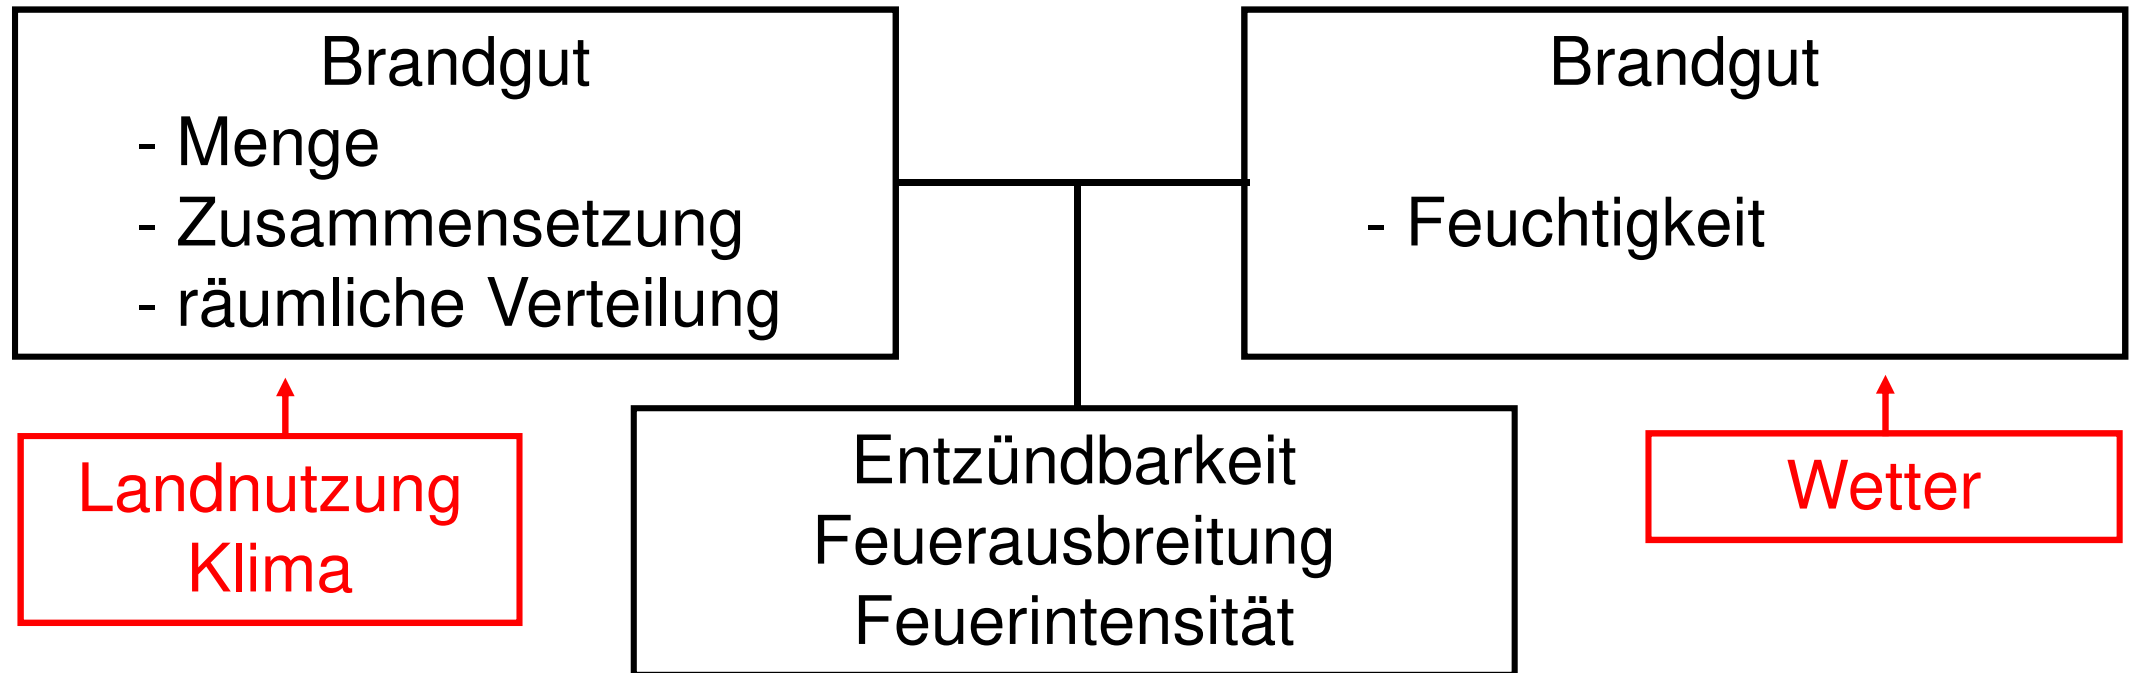 Brandgut
- Menge
- Zusammensetzung
- räumliche Verteilung
Brandgut
- Feuchtigkeit
Landnutzung
Klima
Entzündbarkeit
Feuerausbreitung
Feuerintensität
Wetter